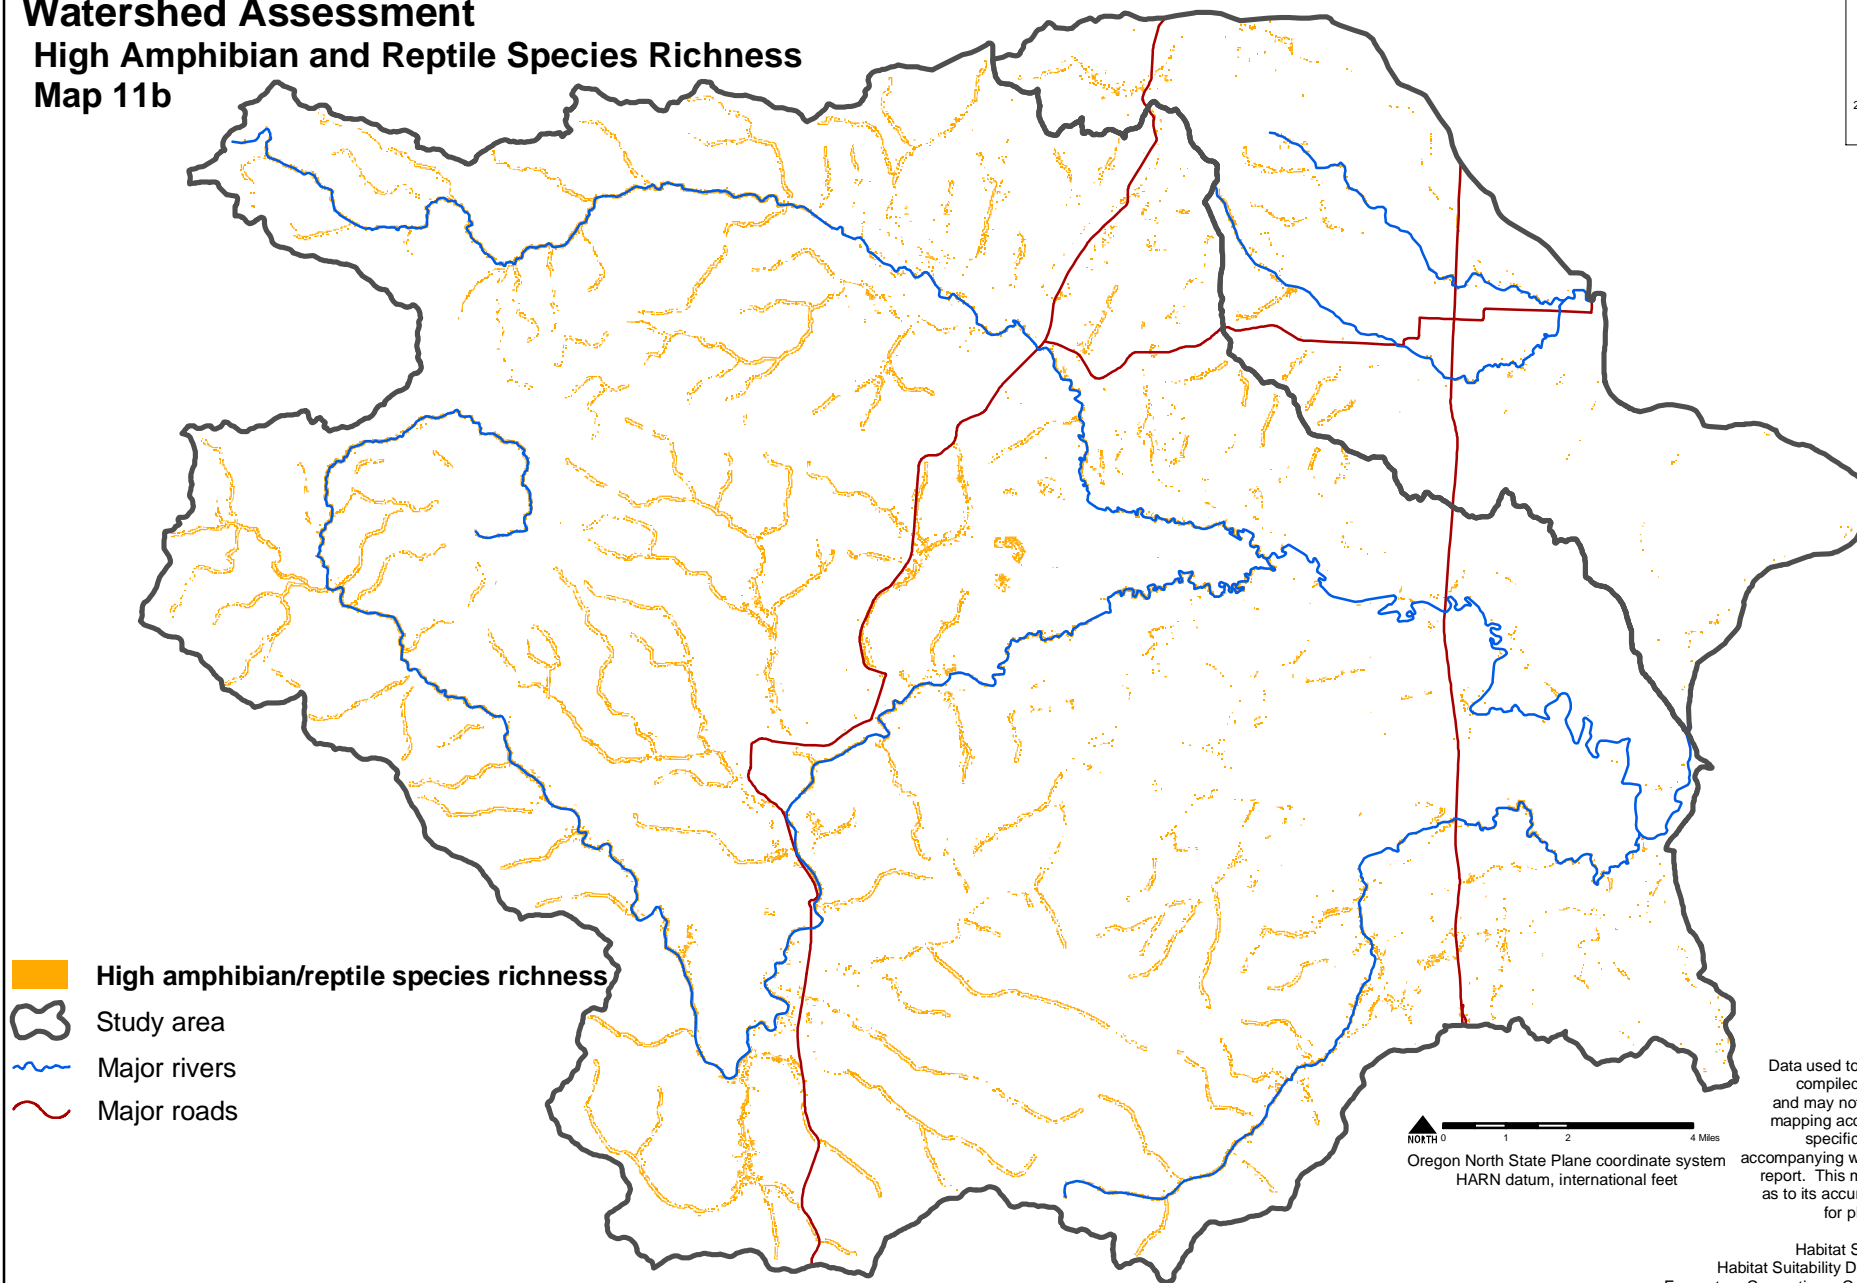 Watershed Assessment
High Amphibian and Reptile Species Richness
Map 11b
2
High amphibian/reptile species richness
Study area
Major rivers
Major roads
NORTH 0 1 2 4 Miles
Oregon North State Plane coordinate system
HARN datum, international feet
Data used to
compiled
and may not
mapping acc
specific
accompanying w
report. This m
as to its accur
for pl
Habitat S
Habitat Suitability D